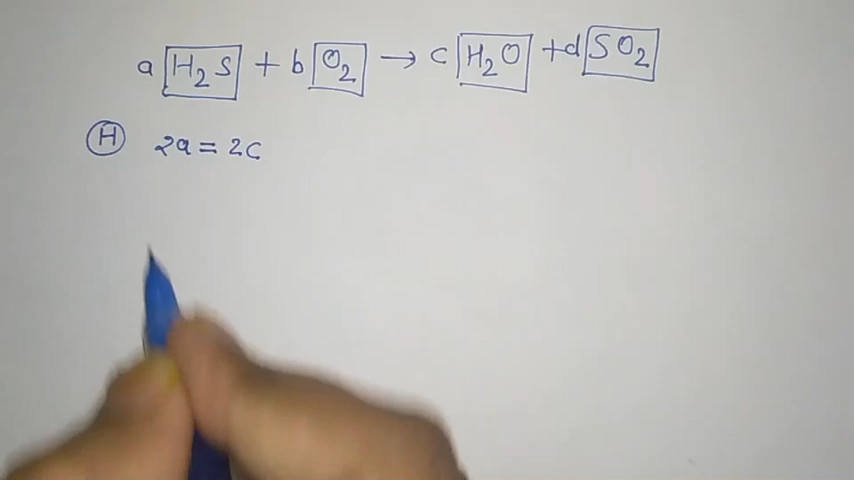 a H₂S + b O₂ → c H₂O + d SO₂
H 2a = 2c